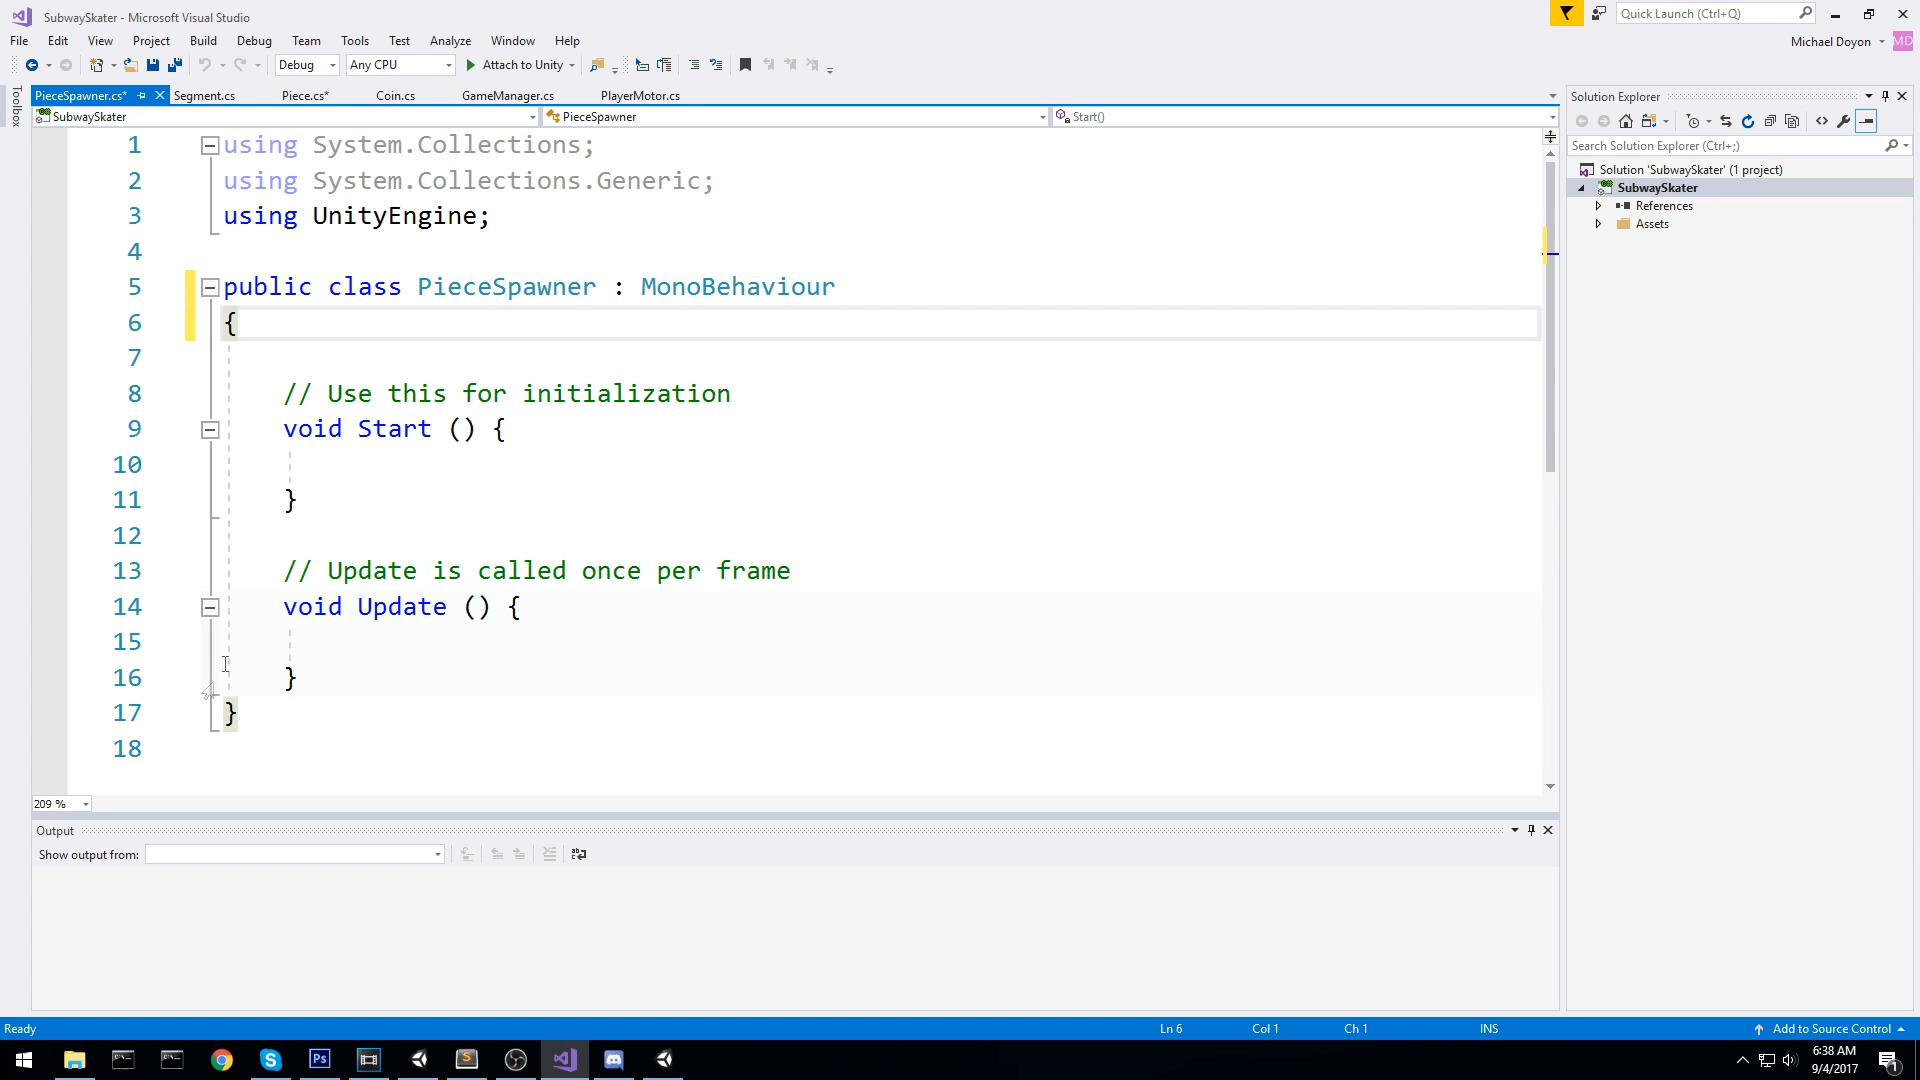 SubwaySkater - Microsoft Visual Studio
Quick Launch (Ctrl+Q)
File Edit View Project Build Debug Team Tools Test Analyze Window Help
Michael Doyon MD
Debug Any CPU Attach to Unity
Toolbox
PieceSpawner.cs* Segment.cs Piece.cs* Coin.cs GameManager.cs PlayerMotor.cs
SubwaySkater PieceSpawner Start()
1 using System.Collections;
2 using System.Collections.Generic;
3 using UnityEngine;
4
5 public class PieceSpawner : MonoBehaviour
6 {
7
8 // Use this for initialization
9 void Start () {
10
11 }
12
13 // Update is called once per frame
14 void Update () {
15
16 }
17 }
18
209 %
Output
Show output from:
Solution Explorer
Search Solution Explorer (Ctrl+;)
Solution 'SubwaySkater' (1 project)
SubwaySkater
References
Assets
Ready Ln 6 Col 1 Ch 1 INS Add to Source Control
Ps
6:38 AM
9/4/2017
1